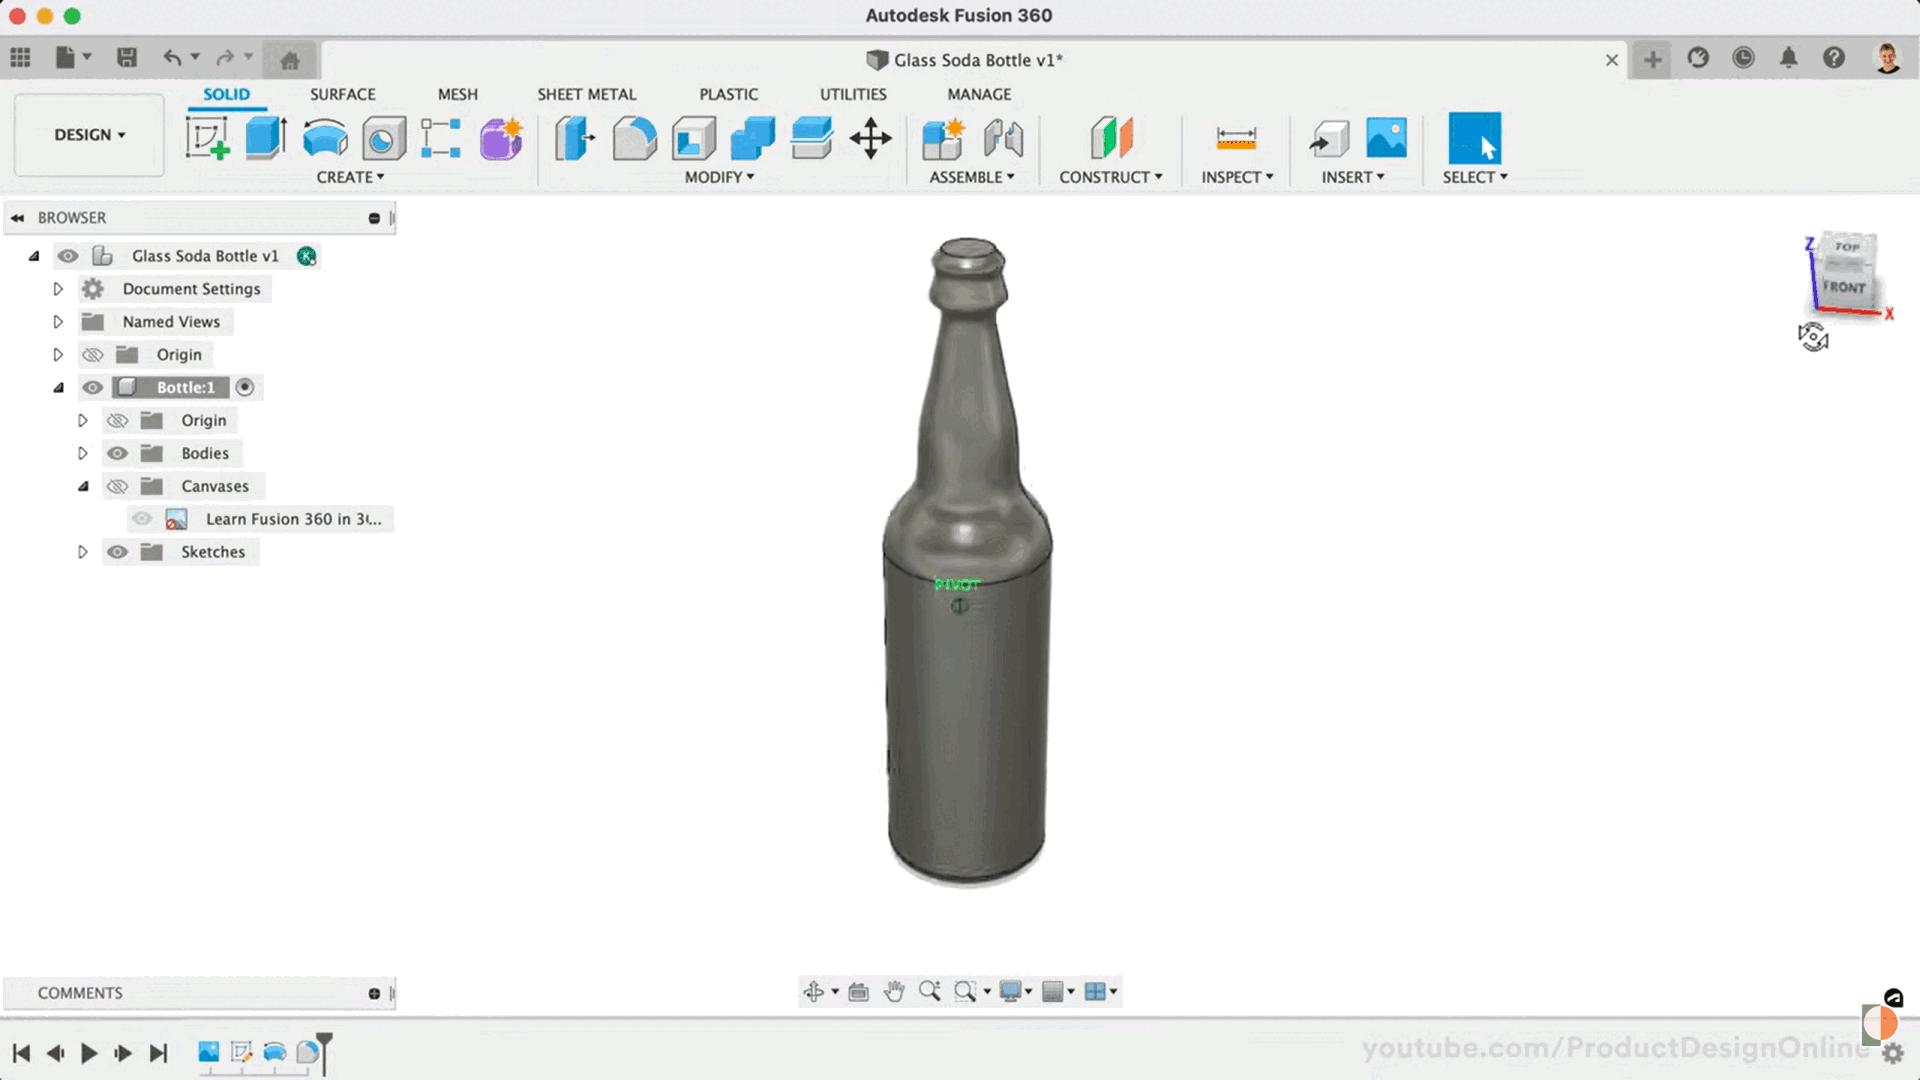 Autodesk Fusion 360
Glass Soda Bottle v1*
SOLID SURFACE MESH SHEET METAL PLASTIC UTILITIES MANAGE
DESIGN
CREATE MODIFY ASSEMBLE CONSTRUCT INSPECT INSERT SELECT
BROWSER
Glass Soda Bottle v1
Document Settings
Named Views
Origin
Bottle:1
Origin
Bodies
Canvases
Learn Fusion 360 in 3(...
Sketches
Z
TOP
FRONT
X
PIVOT
COMMENTS
youtube.com/ProductDesignOnline